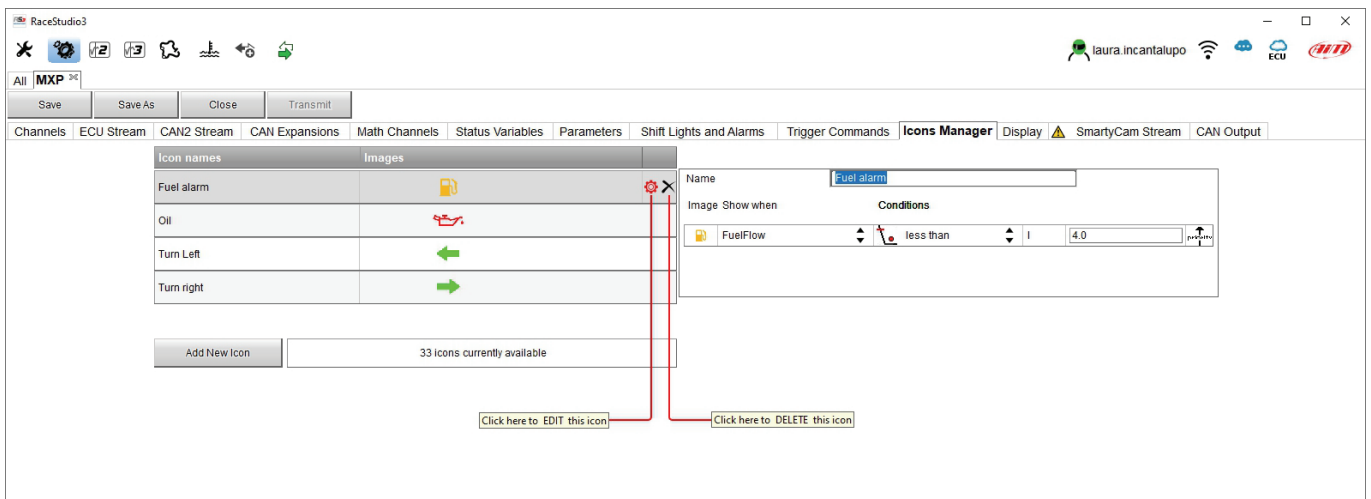 RaceStudio3
2 3 laura.incantalupo ECU AiM
All MXP
Save Save As Close Transmit
Channels ECU Stream CAN2 Stream CAN Expansions Math Channels Status Variables Parameters Shift Lights and Alarms Trigger Commands Icons Manager Display SmartyCam Stream CAN Output
Icon names Images
Fuel alarm
Oil
Turn Left
Turn right
Name Fuel alarm
Image Show when Conditions
FuelFlow less than l 4.0 priority
Add New Icon 33 icons currently available
Click here to EDIT this icon Click here to DELETE this icon